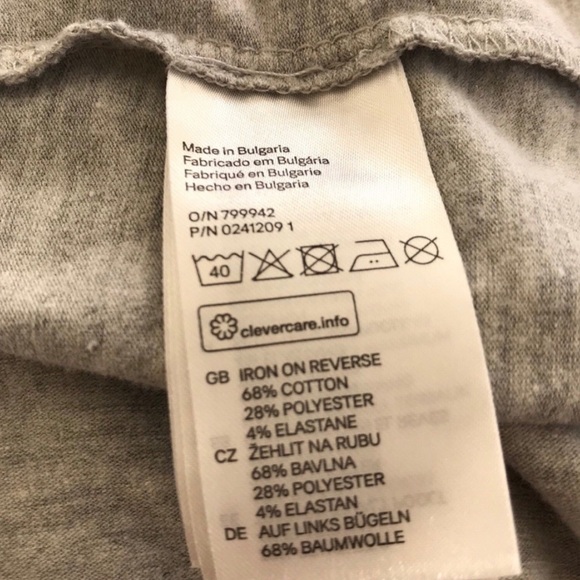 Made in Bulgaria
Fabricado em Bulgária
Fabriqué en Bulgarie
Hecho en Bulgaria
O/N 799942
P/N 0241209 1
40
clevercare.info
GB IRON ON REVERSE
68% COTTON
28% POLYESTER
4% ELASTANE
CZ ŽEHLIT NA RUBU
68% BAVLNA
28% POLYESTER
4% ELASTAN
DE AUF LINKS BÜGELN
68% BAUMWOLLE